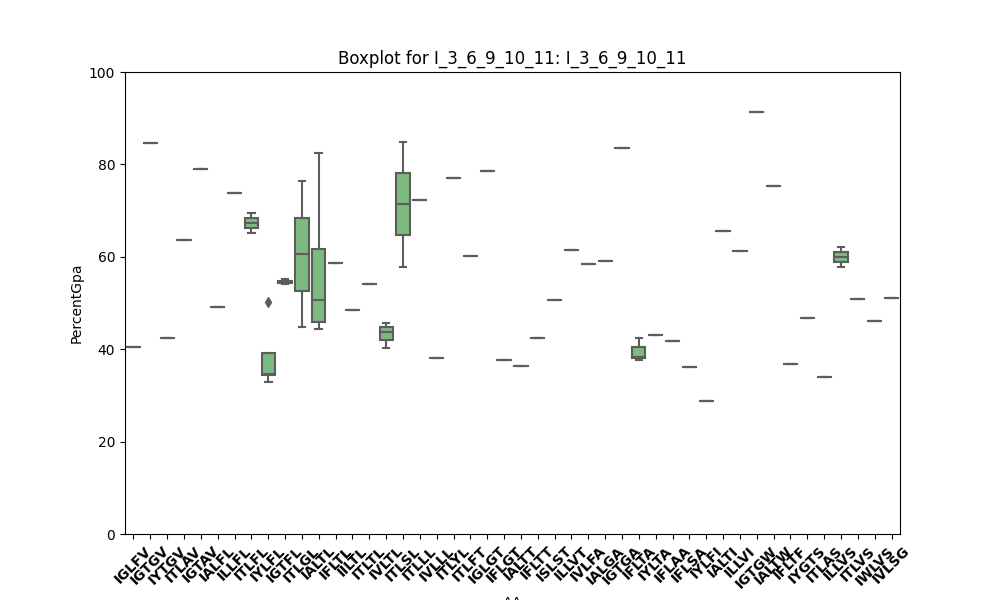 Boxplot for I_3_6_9_10_11: I_3_6_9_10_11
PercentGpa
100
80
60
40
20
0
IGLFV
IGTGV
IYTGV
ITLAV
IGTAV
IALFL
ILLFL
ITLFL
IYLFL
IGTFL
ITLGL
IALTL
IFLTL
IILTL
ITLTL
IVLTL
ITLSL
ITLLL
IVLLL
ITLYL
ITLFT
IGLGT
IFLGT
IALTT
IFLTT
ISLST
ILLVT
IVLFA
IALGA
IGTGA
IFLTA
IYLTA
IFLAA
IFLSA
IYLFI
IALTI
ILLVI
IGTGW
IALTW
IFLTF
IYGTS
ITLAS
ILLVS
ITLVS
IWLVS
IVLSG